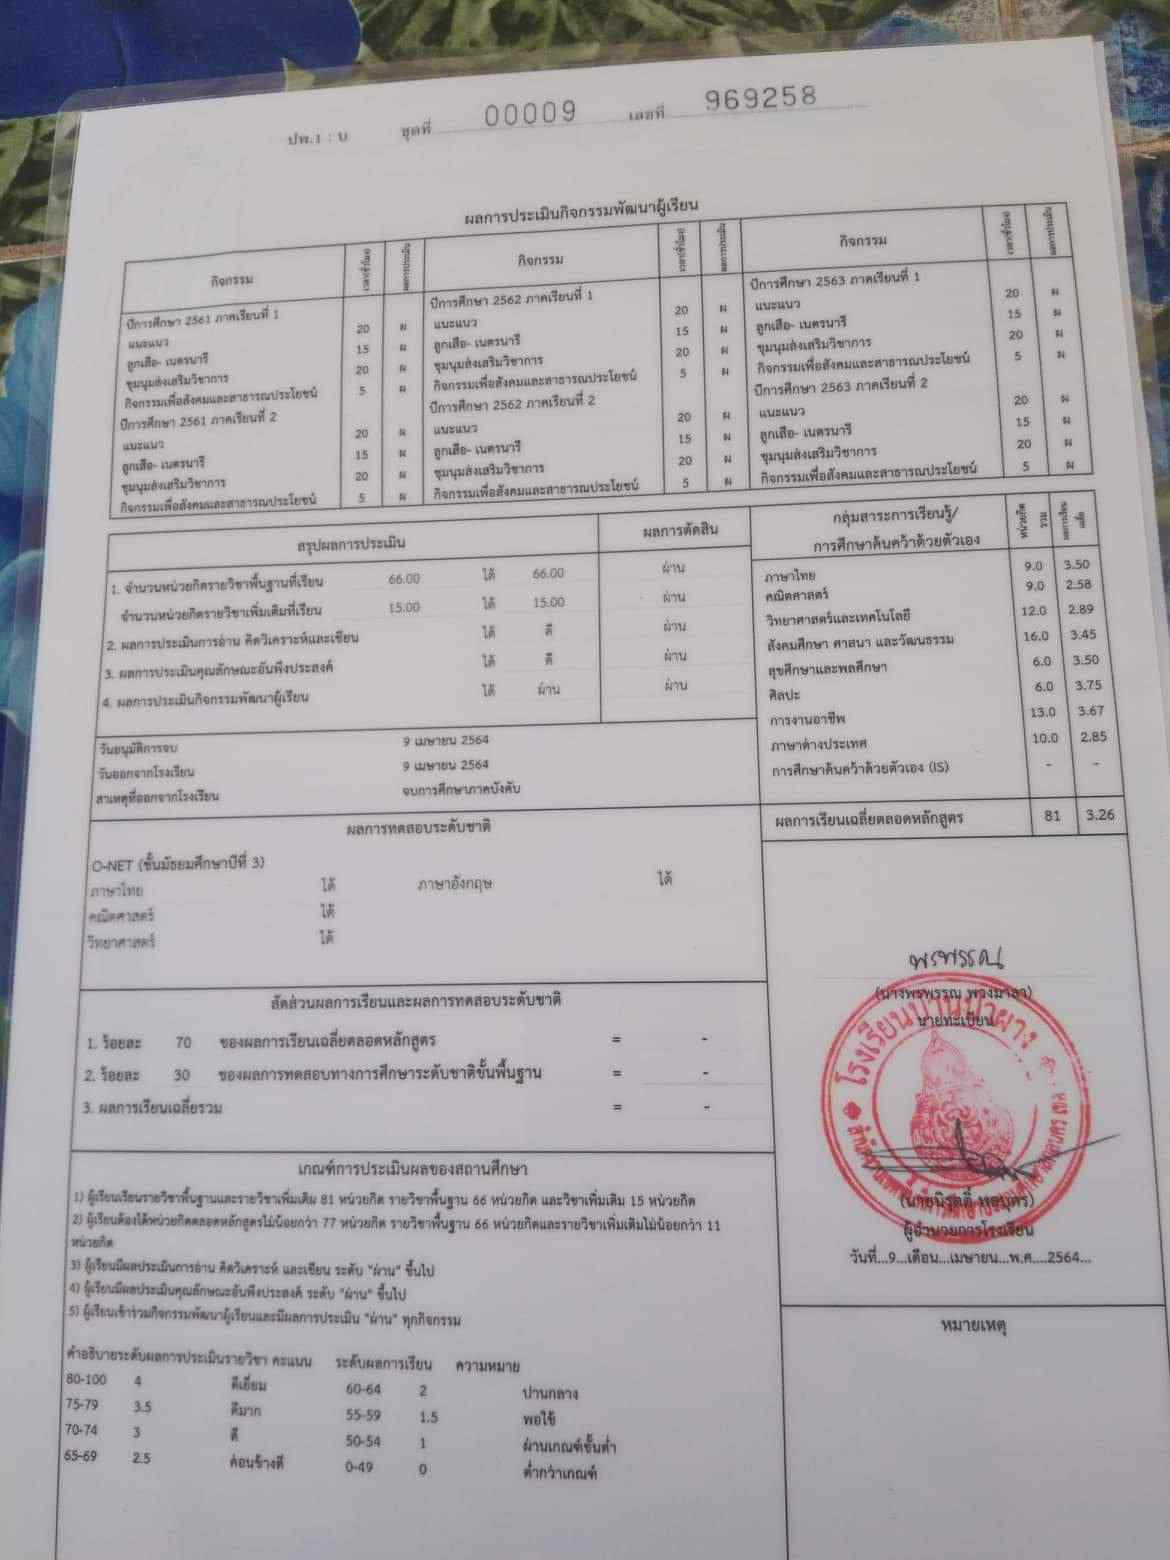 ปพ.1 : บ ชุดที่ 00009 เลขที่ 969258
ผลการประเมินกิจกรรมพัฒนาผู้เรียน
กิจกรรม เวลา(ชั่วโมง) ผลการประเมิน กิจกรรม เวลา(ชั่วโมง) ผลการประเมิน กิจกรรม เวลา(ชั่วโมง) ผลการประเมิน
ปีการศึกษา 2561 ภาคเรียนที่ 1 ปีการศึกษา 2562 ภาคเรียนที่ 1 ปีการศึกษา 2563 ภาคเรียนที่ 1
แนะแนว 20 ผ แนะแนว 20 ผ แนะแนว 20 ผ
ลูกเสือ- เนตรนารี 15 ผ ลูกเสือ- เนตรนารี 15 ผ ลูกเสือ- เนตรนารี 15 ผ
ชุมนุมส่งเสริมวิชาการ 20 ผ ชุมนุมส่งเสริมวิชาการ 20 ผ ชุมนุมส่งเสริมวิชาการ 20 ผ
กิจกรรมเพื่อสังคมและสาธารณประโยชน์ 5 ผ กิจกรรมเพื่อสังคมและสาธารณประโยชน์ 5 ผ กิจกรรมเพื่อสังคมและสาธารณประโยชน์ 5 ผ
ปีการศึกษา 2561 ภาคเรียนที่ 2 ปีการศึกษา 2562 ภาคเรียนที่ 2 ปีการศึกษา 2563 ภาคเรียนที่ 2
แนะแนว 20 ผ แนะแนว 20 ผ แนะแนว 20 ผ
ลูกเสือ- เนตรนารี 15 ผ ลูกเสือ- เนตรนารี 15 ผ ลูกเสือ- เนตรนารี 15 ผ
ชุมนุมส่งเสริมวิชาการ 20 ผ ชุมนุมส่งเสริมวิชาการ 20 ผ ชุมนุมส่งเสริมวิชาการ 20 ผ
กิจกรรมเพื่อสังคมและสาธารณประโยชน์ 5 ผ กิจกรรมเพื่อสังคมและสาธารณประโยชน์ 5 ผ กิจกรรมเพื่อสังคมและสาธารณประโยชน์ 5 ผ
สรุปผลการประเมิน ผลการตัดสิน
1. จำนวนหน่วยกิตรายวิชาพื้นฐานที่เรียน 66.00 ได้ 66.00 ผ่าน
จำนวนหน่วยกิตรายวิชาเพิ่มเติมที่เรียน 15.00 ได้ 15.00 ผ่าน
2. ผลการประเมินการอ่าน คิดวิเคราะห์และเขียน ได้ ดี ผ่าน
3. ผลการประเมินคุณลักษณะอันพึงประสงค์ ได้ ดี ผ่าน
4. ผลการประเมินกิจกรรมพัฒนาผู้เรียน ได้ ผ่าน ผ่าน
วันอนุมัติการจบ 9 เมษายน 2564
วันออกจากโรงเรียน 9 เมษายน 2564
สาเหตุที่ออกจากโรงเรียน จบการศึกษาภาคบังคับ
กลุ่มสาระการเรียนรู้/ หน่วยกิตรวม ผลการเรียนเฉลี่ย
การศึกษาค้นคว้าด้วยตัวเอง
ภาษาไทย 9.0 3.50
คณิตศาสตร์ 9.0 2.58
วิทยาศาสตร์และเทคโนโลยี 12.0 2.89
สังคมศึกษา ศาสนา และวัฒนธรรม 16.0 3.45
สุขศึกษาและพลศึกษา 6.0 3.50
ศิลปะ 6.0 3.75
การงานอาชีพ 13.0 3.67
ภาษาต่างประเทศ 10.0 2.85
การศึกษาค้นคว้าด้วยตัวเอง (IS) - -
ผลการเรียนเฉลี่ยตลอดหลักสูตร 81 3.26
ผลการทดสอบระดับชาติ
O-NET (ชั้นมัธยมศึกษาปีที่ 3)
ภาษาไทย ได้ ภาษาอังกฤษ ได้
คณิตศาสตร์ ได้
วิทยาศาสตร์ ได้
สัดส่วนผลการเรียนและผลการทดสอบระดับชาติ
1. ร้อยละ 70 ของผลการเรียนเฉลี่ยตลอดหลักสูตร = -
2. ร้อยละ 30 ของผลการทดสอบทางการศึกษาระดับชาติขั้นพื้นฐาน = -
3. ผลการเรียนเฉลี่ยรวม = -
เกณฑ์การประเมินผลของสถานศึกษา
1) ผู้เรียนเรียนรายวิชาพื้นฐานและรายวิชาเพิ่มเติม 81 หน่วยกิต รายวิชาพื้นฐาน 66 หน่วยกิต และวิชาเพิ่มเติม 15 หน่วยกิต
2) ผู้เรียนต้องได้หน่วยกิตตลอดหลักสูตรไม่น้อยกว่า 77 หน่วยกิต รายวิชาพื้นฐาน 66 หน่วยกิตและรายวิชาเพิ่มเติมไม่น้อยกว่า 11
หน่วยกิต
3) ผู้เรียนมีผลประเมินการอ่าน คิดวิเคราะห์ และเขียน ระดับ "ผ่าน" ขึ้นไป
4) ผู้เรียนมีผลประเมินคุณลักษณะอันพึงประสงค์ ระดับ "ผ่าน" ขึ้นไป
5) ผู้เรียนเข้าร่วมกิจกรรมพัฒนาผู้เรียนและมีผลการประเมิน "ผ่าน" ทุกกิจกรรม
คำอธิบายระดับผลการประเมินรายวิชา คะแนน ระดับผลการเรียน ความหมาย
80-100 4 ดีเยี่ยม 60-64 2 ปานกลาง
75-79 3.5 ดีมาก 55-59 1.5 พอใช้
70-74 3 ดี 50-54 1 ผ่านเกณฑ์ขั้นต่ำ
65-69 2.5 ค่อนข้างดี 0-49 0 ต่ำกว่าเกณฑ์
พรพรรณ
(นางพรพรรณ พวงมาลา)
นายทะเบียน
โรงเรียนบ้านบัวผาง
ผู้อำนวยการโรงเรียน
วันที่...9...เดือน...เมษายน...พ.ศ....2564...
หมายเหตุ